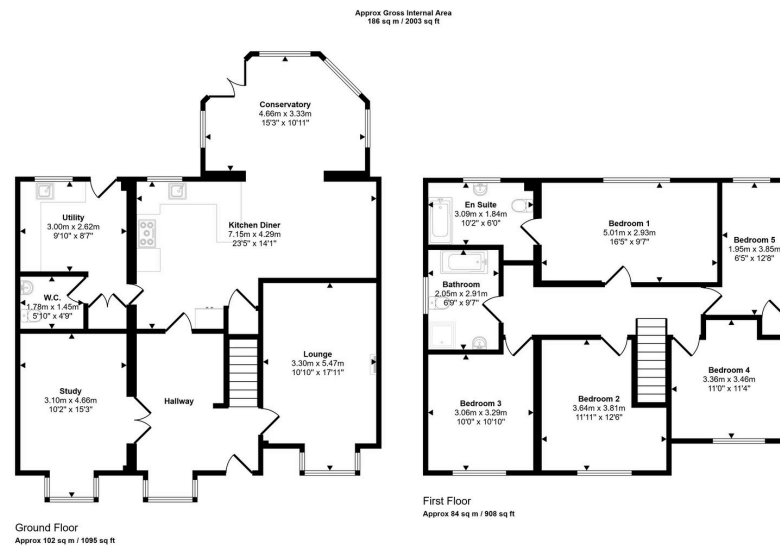 Approx Gross Internal Area
186 sq m / 2003 sq ft
Conservatory
4.66m x 3.33m
15'3" x 10'11"
Utility
3.00m x 2.62m
9'10" x 8'7"
Kitchen Diner
7.15m x 4.29m
23'5" x 14'1"
W.C.
1.78m x 1.45m
5'10" x 4'9"
Study
3.10m x 4.66m
10'2" x 15'3"
Hallway
Lounge
3.30m x 5.47m
10'10" x 17'11"
Ground Floor
Approx 102 sq m / 1095 sq ft
En Suite
3.09m x 1.84m
10'2" x 6'0"
Bedroom 1
5.01m x 2.93m
16'5" x 9'7"
Bedroom 5
1.95m x 3.85m
6'5" x 12'8"
Bathroom
2.05m x 2.91m
6'9" x 9'7"
Bedroom 3
3.06m x 3.29m
10'0" x 10'10"
Bedroom 2
3.64m x 3.81m
11'11" x 12'6"
Bedroom 4
3.36m x 3.46m
11'0" x 11'4"
First Floor
Approx 84 sq m / 908 sq ft